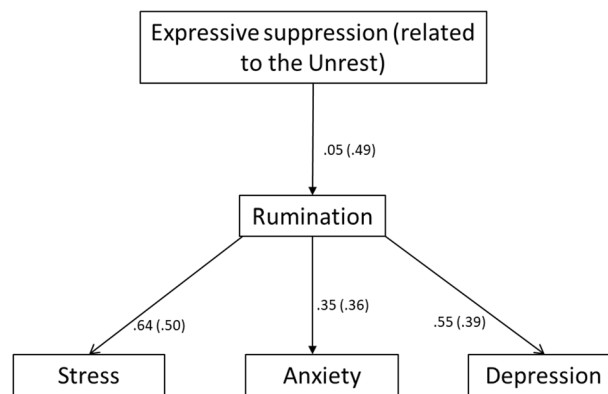 Expressive suppression (related
to the Unrest)
.05 (.49)
Rumination
.64 (.50)
.35 (.36)
.55 (.39)
Stress
Anxiety
Depression